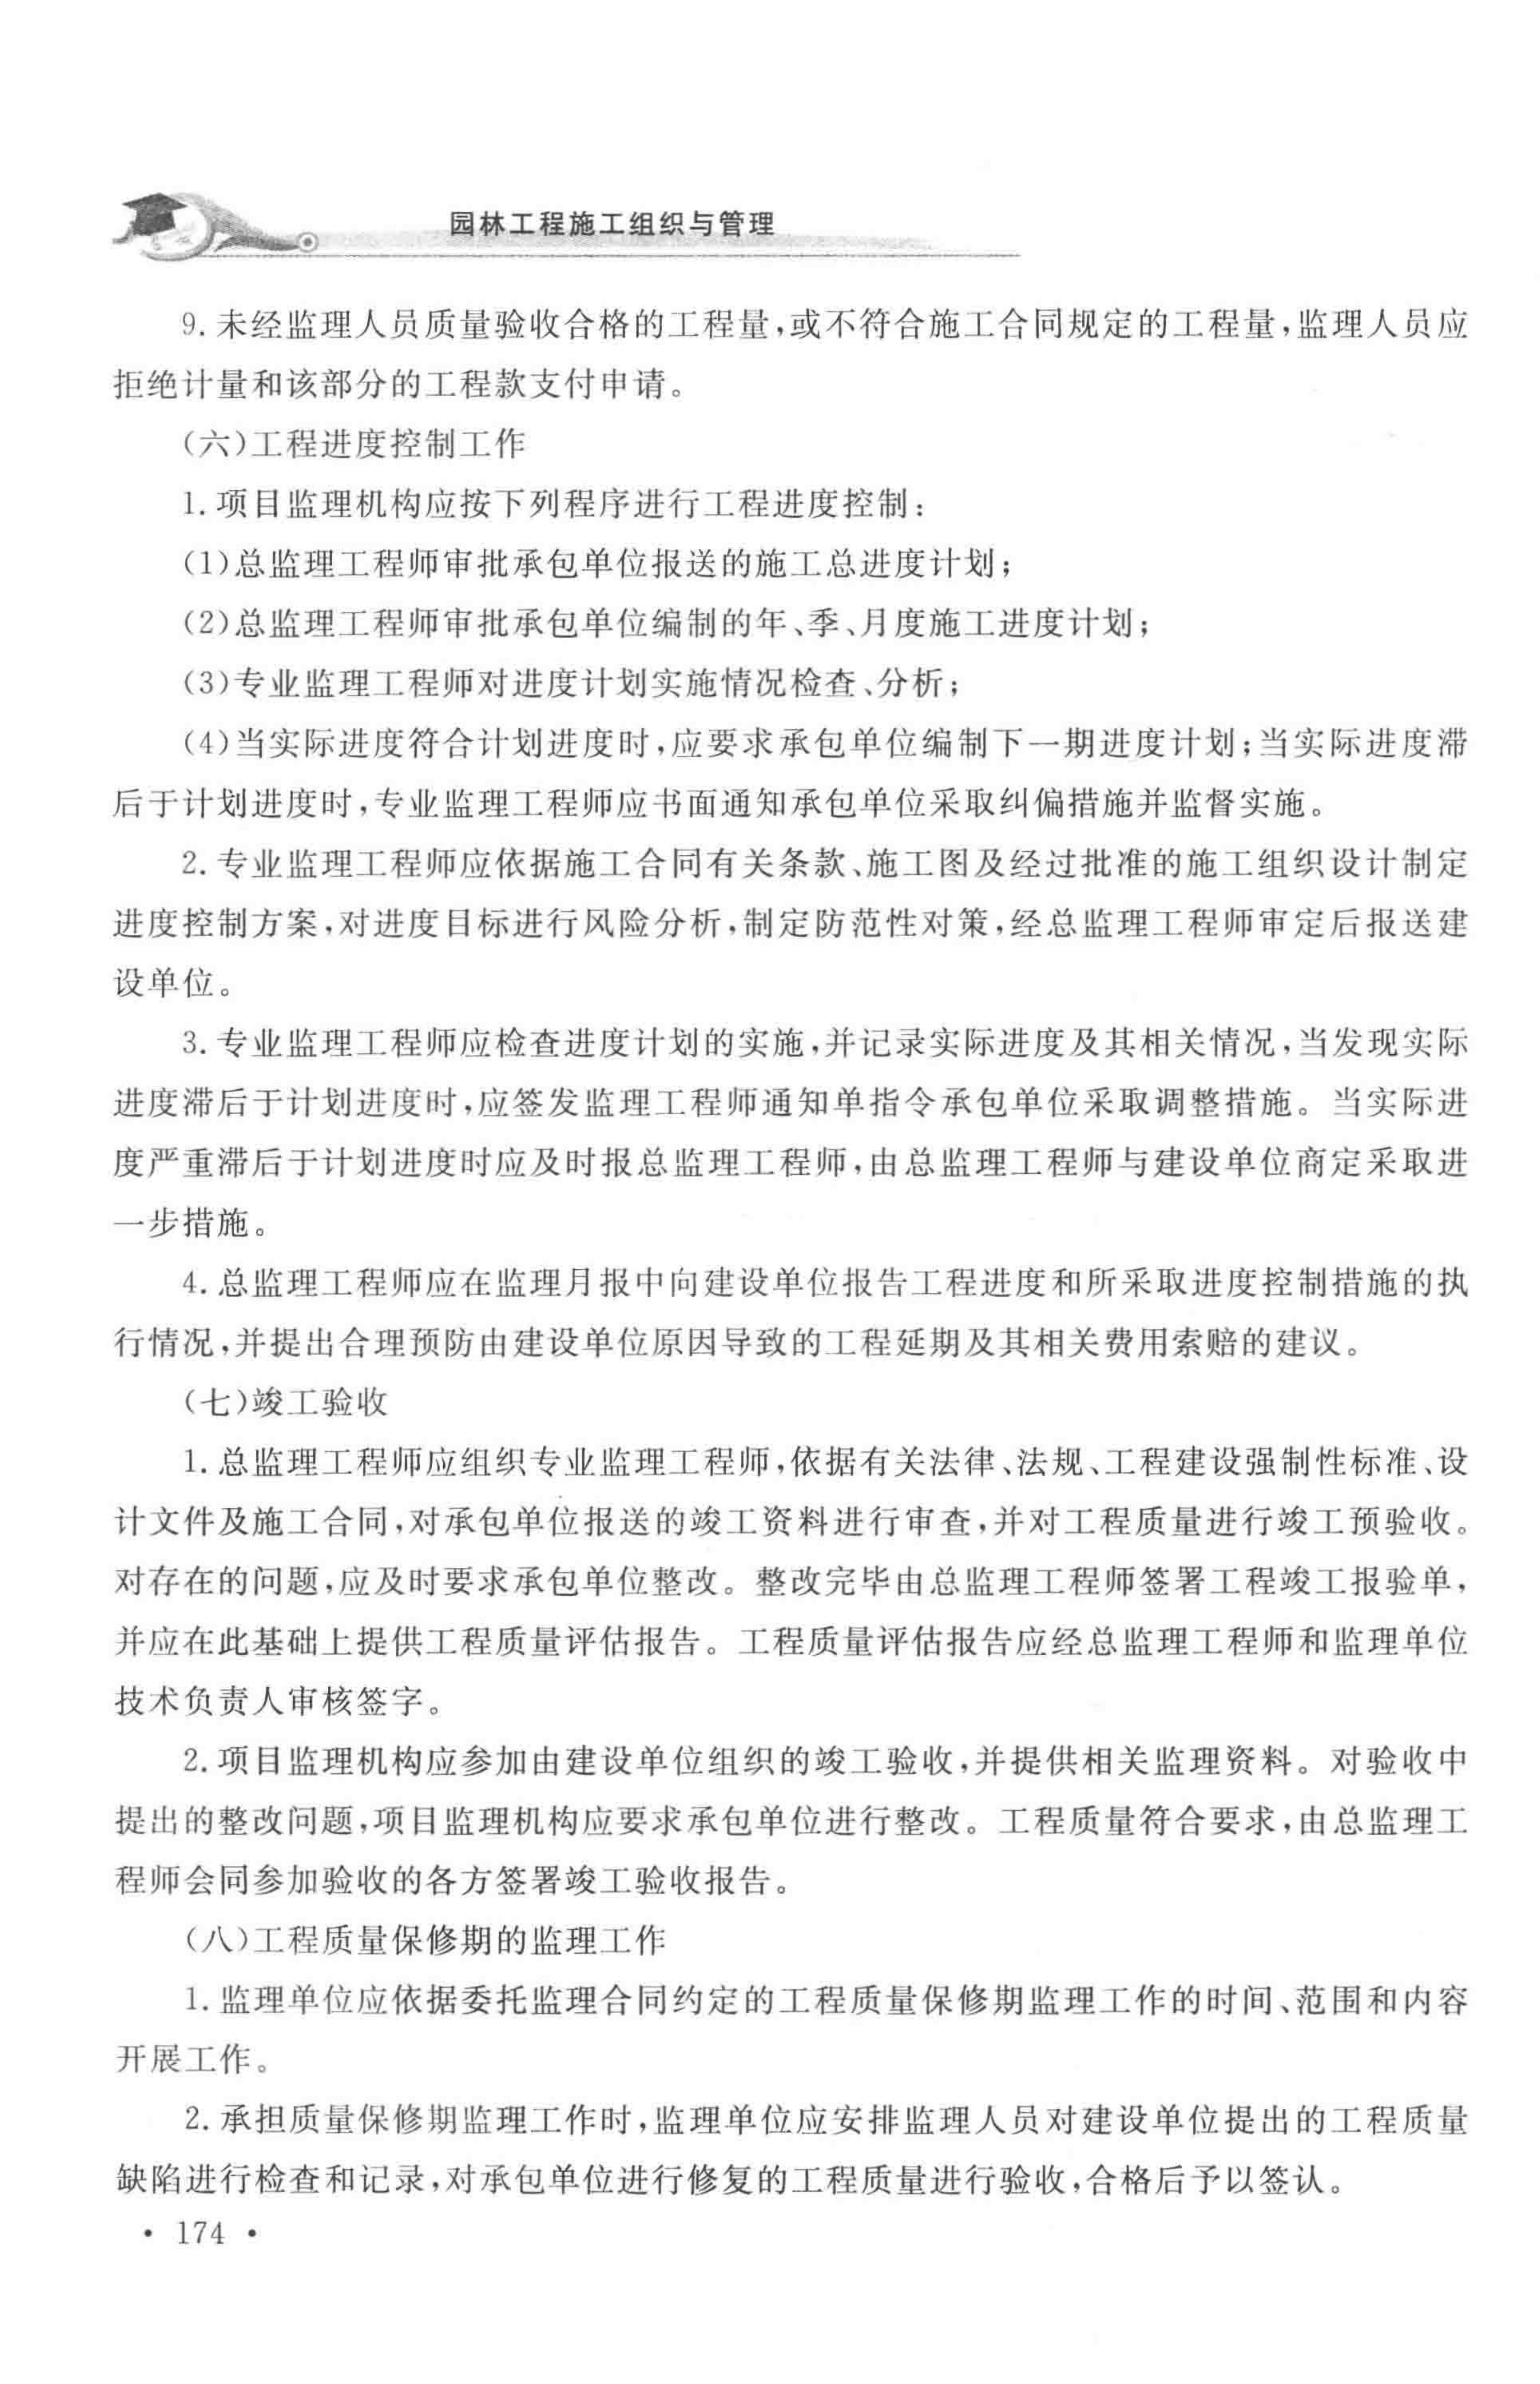 园林工程施工组织与管理
9.未经监理人员质量验收合格的工程量,或不符合施工合同规定的工程量,监理人员应
拒绝计量和该部分的工程款支付申请。
(六)工程进度控制工作
1.项目监理机构应按下列程序进行工程进度控制:
(1)总监理工程师审批承包单位报送的施工总进度计划;
(2)总监理工程师审批承包单位编制的年、季、月度施工进度计划;
(3)专业监理工程师对进度计划实施情况检查、分析;
(4)当实际进度符合计划进度时,应要求承包单位编制下一期进度计划;当实际进度滞
后于计划进度时,专业监理工程师应书面通知承包单位采取纠偏措施并监督实施。
2.专业监理工程师应依据施工合同有关条款、施工图及经过批准的施工组织设计制定
进度控制方案,对进度目标进行风险分析,制定防范性对策,经总监理工程师审定后报送建
设单位。
3.专业监理工程师应检查进度计划的实施,并记录实际进度及其相关情况,当发现实际
进度滞后于计划进度时,应签发监理工程师通知单指令承包单位采取调整措施。当实际进
度严重滞后于计划进度时应及时报总监理工程师,由总监理工程师与建设单位商定采取进
一步措施。
4.总监理工程师应在监理月报中向建设单位报告工程进度和所采取进度控制措施的执
行情况,并提出合理预防由建设单位原因导致的工程延期及其相关费用索赔的建议。
(七)竣工验收
1.总监理工程师应组织专业监理工程师,依据有关法律、法规、工程建设强制性标准、设
计文件及施工合同,对承包单位报送的竣工资料进行审查,并对工程质量进行竣工预验收。
对存在的问题,应及时要求承包单位整改。整改完毕由总监理工程师签署工程竣工报验单,
并应在此基础上提供工程质量评估报告。工程质量评估报告应经总监理工程师和监理单位
技术负责人审核签字。
2.项目监理机构应参加由建设单位组织的竣工验收,并提供相关监理资料。对验收中
提出的整改问题,项目监理机构应要求承包单位进行整改。工程质量符合要求,由总监理工
程师会同参加验收的各方签署竣工验收报告。
(八)工程质量保修期的监理工作
1.监理单位应依据委托监理合同约定的工程质量保修期监理工作的时间、范围和内容
开展工作。
2.承担质量保修期监理工作时,监理单位应安排监理人员对建设单位提出的工程质量
缺陷进行检查和记录,对承包单位进行修复的工程质量进行验收,合格后予以签认。
• 174 •